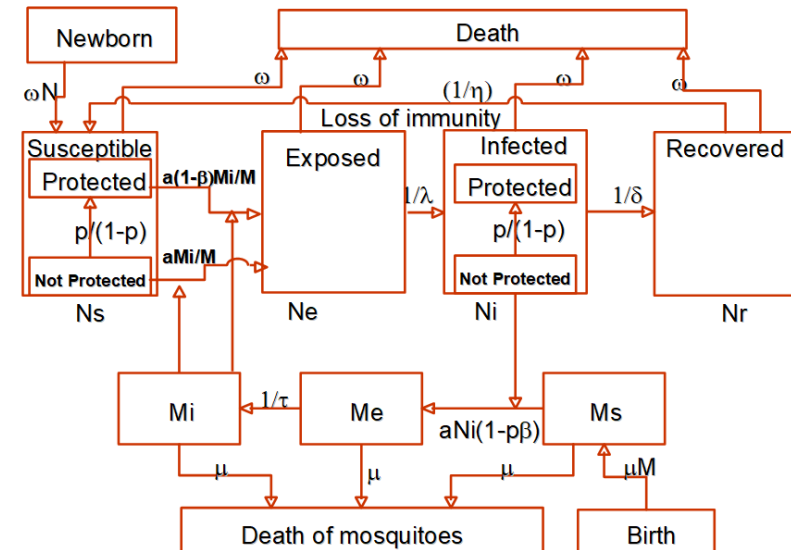 Newborn
Death
ωN
ω
ω
ω
ω
(1/η)
Loss of immunity
Susceptible
Exposed
Infected
Recovered
Protected
a(1-β)Mi/M
Protected
1/λ
1/δ
p/(1-p)
p/(1-p)
aMi/M
Not Protected
Not Protected
Ns
Ne
Ni
Nr
Mi
1/τ
Me
Ms
aNi(1-pβ)
μ
μ
μ
μM
Death of mosquitoes
Birth